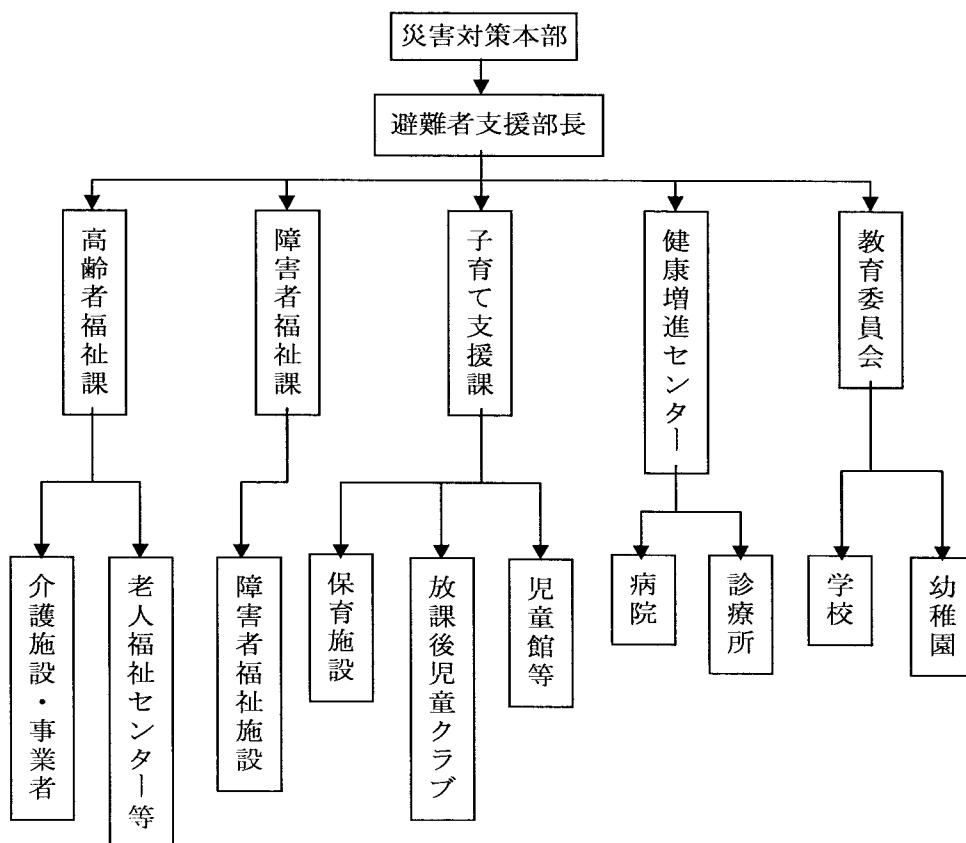 災害対策本部
避難者支援部長
高齢者福祉課
障害者福祉課
子育て支援課
健康増進センター
教育委員会
介護施設・事業者
老人福祉センター等
障害者福祉施設
保育施設
放課後児童クラブ
児童館等
病院
診療所
学校
幼稚園